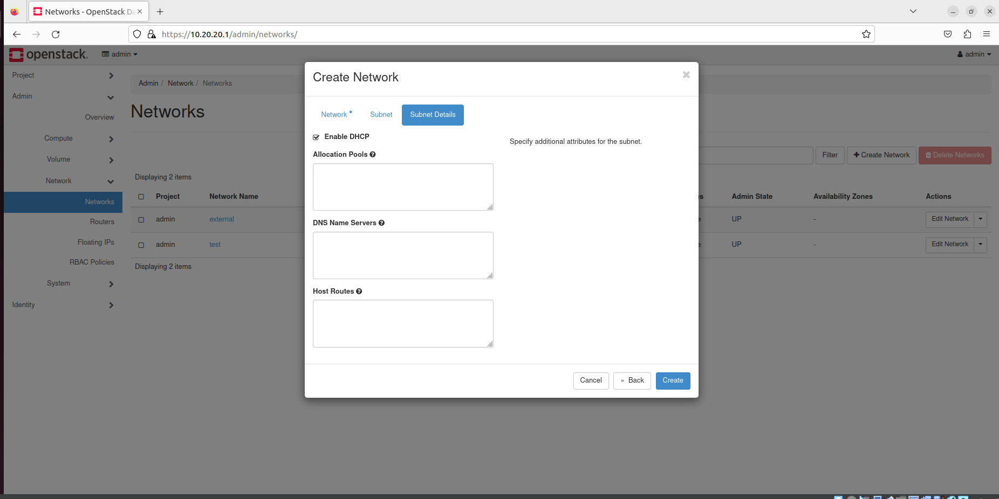 Networks - OpenStack Da
https://10.20.20.1/admin/networks/
openstack.
admin
admin
Project
Admin
Overview
Compute
Volume
Network
Networks
Routers
Floating IPs
RBAC Policies
System
Identity
Admin / Network / Networks
Networks
Filter
Create Network
Delete Networks
Displaying 2 items
Project Network Name Admin State Availability Zones Actions
admin external UP - Edit Network
admin test UP - Edit Network
Displaying 2 items
Create Network
Network * Subnet Subnet Details
Enable DHCP
Specify additional attributes for the subnet.
Allocation Pools
DNS Name Servers
Host Routes
Cancel
« Back
Create